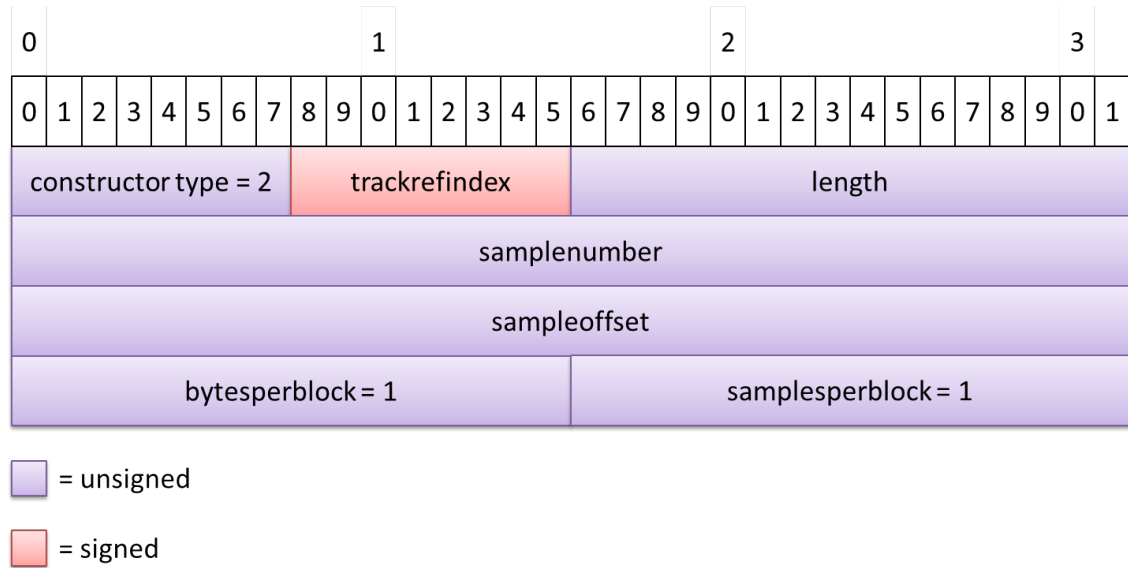 0 1 2 3
0 1 2 3 4 5 6 7 8 9 0 1 2 3 4 5 6 7 8 9 0 1 2 3 4 5 6 7 8 9 0 1
constructor type = 2 trackrefindex length
samplenumber
sampleoffset
bytesperblock = 1 samplesperblock = 1
= unsigned
= signed